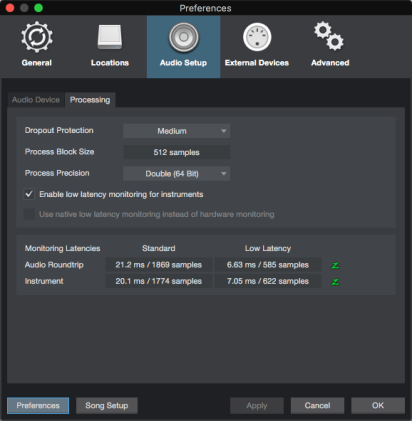 Preferences
General Locations Audio Setup External Devices Advanced
Audio Device Processing
Dropout Protection Medium
Process Block Size 512 samples
Process Precision Double (64 Bit)
Enable low latency monitoring for instruments
Use native low latency monitoring instead of hardware monitoring
Monitoring Latencies Standard Low Latency
Audio Roundtrip 21.2 ms / 1869 samples 6.63 ms / 585 samples Z
Instrument 20.1 ms / 1774 samples 7.05 ms / 622 samples Z
Preferences Song Setup Apply Cancel OK